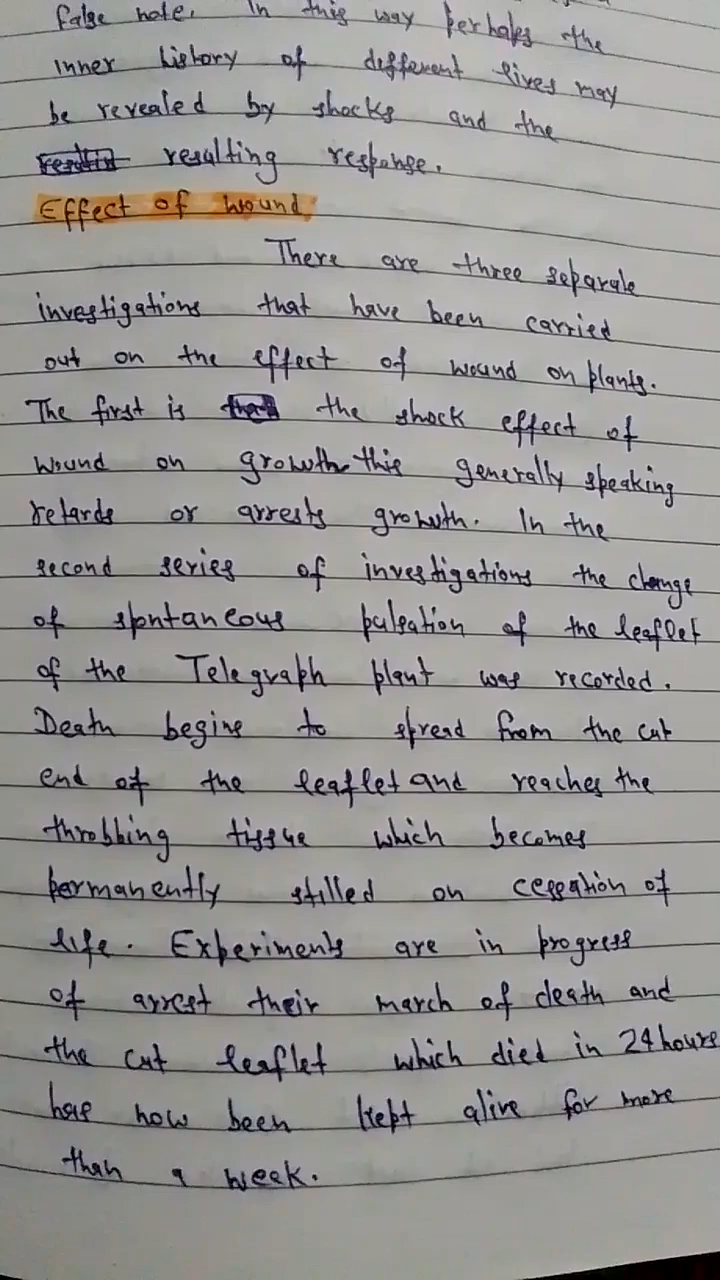 false note. In this way perhaps the
inner history of different lives may
be revealed by shocks and the
resulting response.
Effect of wound
There are three separate
investigations that have been carried
out on the effect of wound on plants.
The first is the shock effect of
wound on growth this generally speaking
retards or arrests growth. In the
second series of investigations the change
of spontaneous pulsation of the leaflet
of the Telegraph plant was recorded.
Death begins to spread from the cut
end of the leaflet and reaches the
throbbing tissue which becomes
permanently stilled on cessation of
life. Experiments are in progress
of arrest their march of death and
the cut leaflet which died in 24 hours
has now been kept alive for more
than a week.